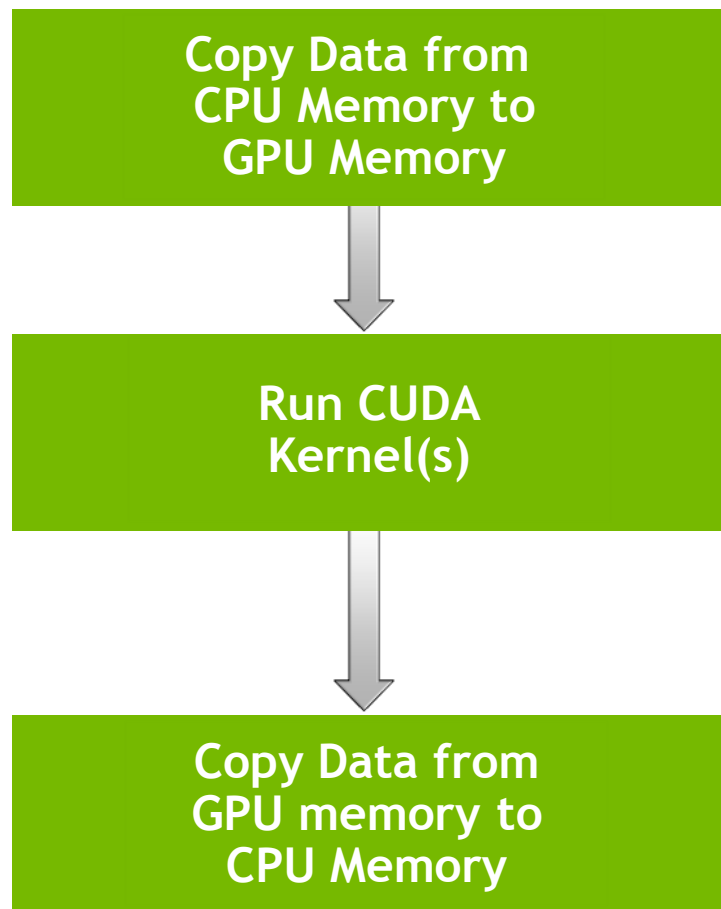 Copy Data from
CPU Memory to
GPU Memory
Run CUDA
Kernel(s)
Copy Data from
GPU memory to
CPU Memory